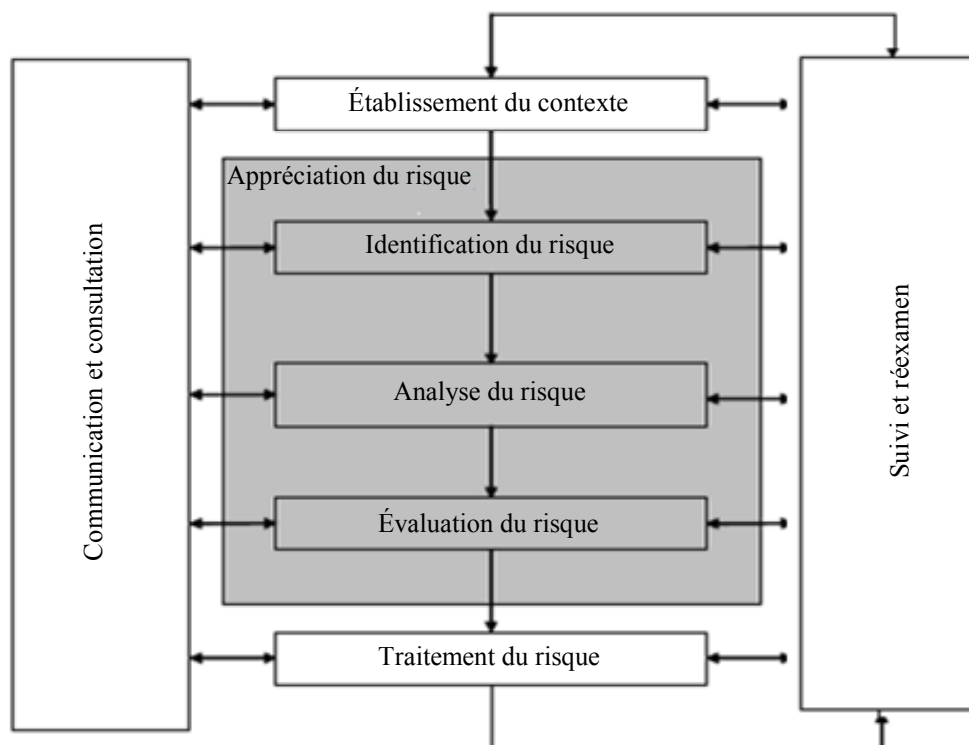 Établissement du contexte
Appréciation du risque
Identification du risque
Analyse du risque
Évaluation du risque
Traitement du risque
Communication et consultation
Suivi et réexamen